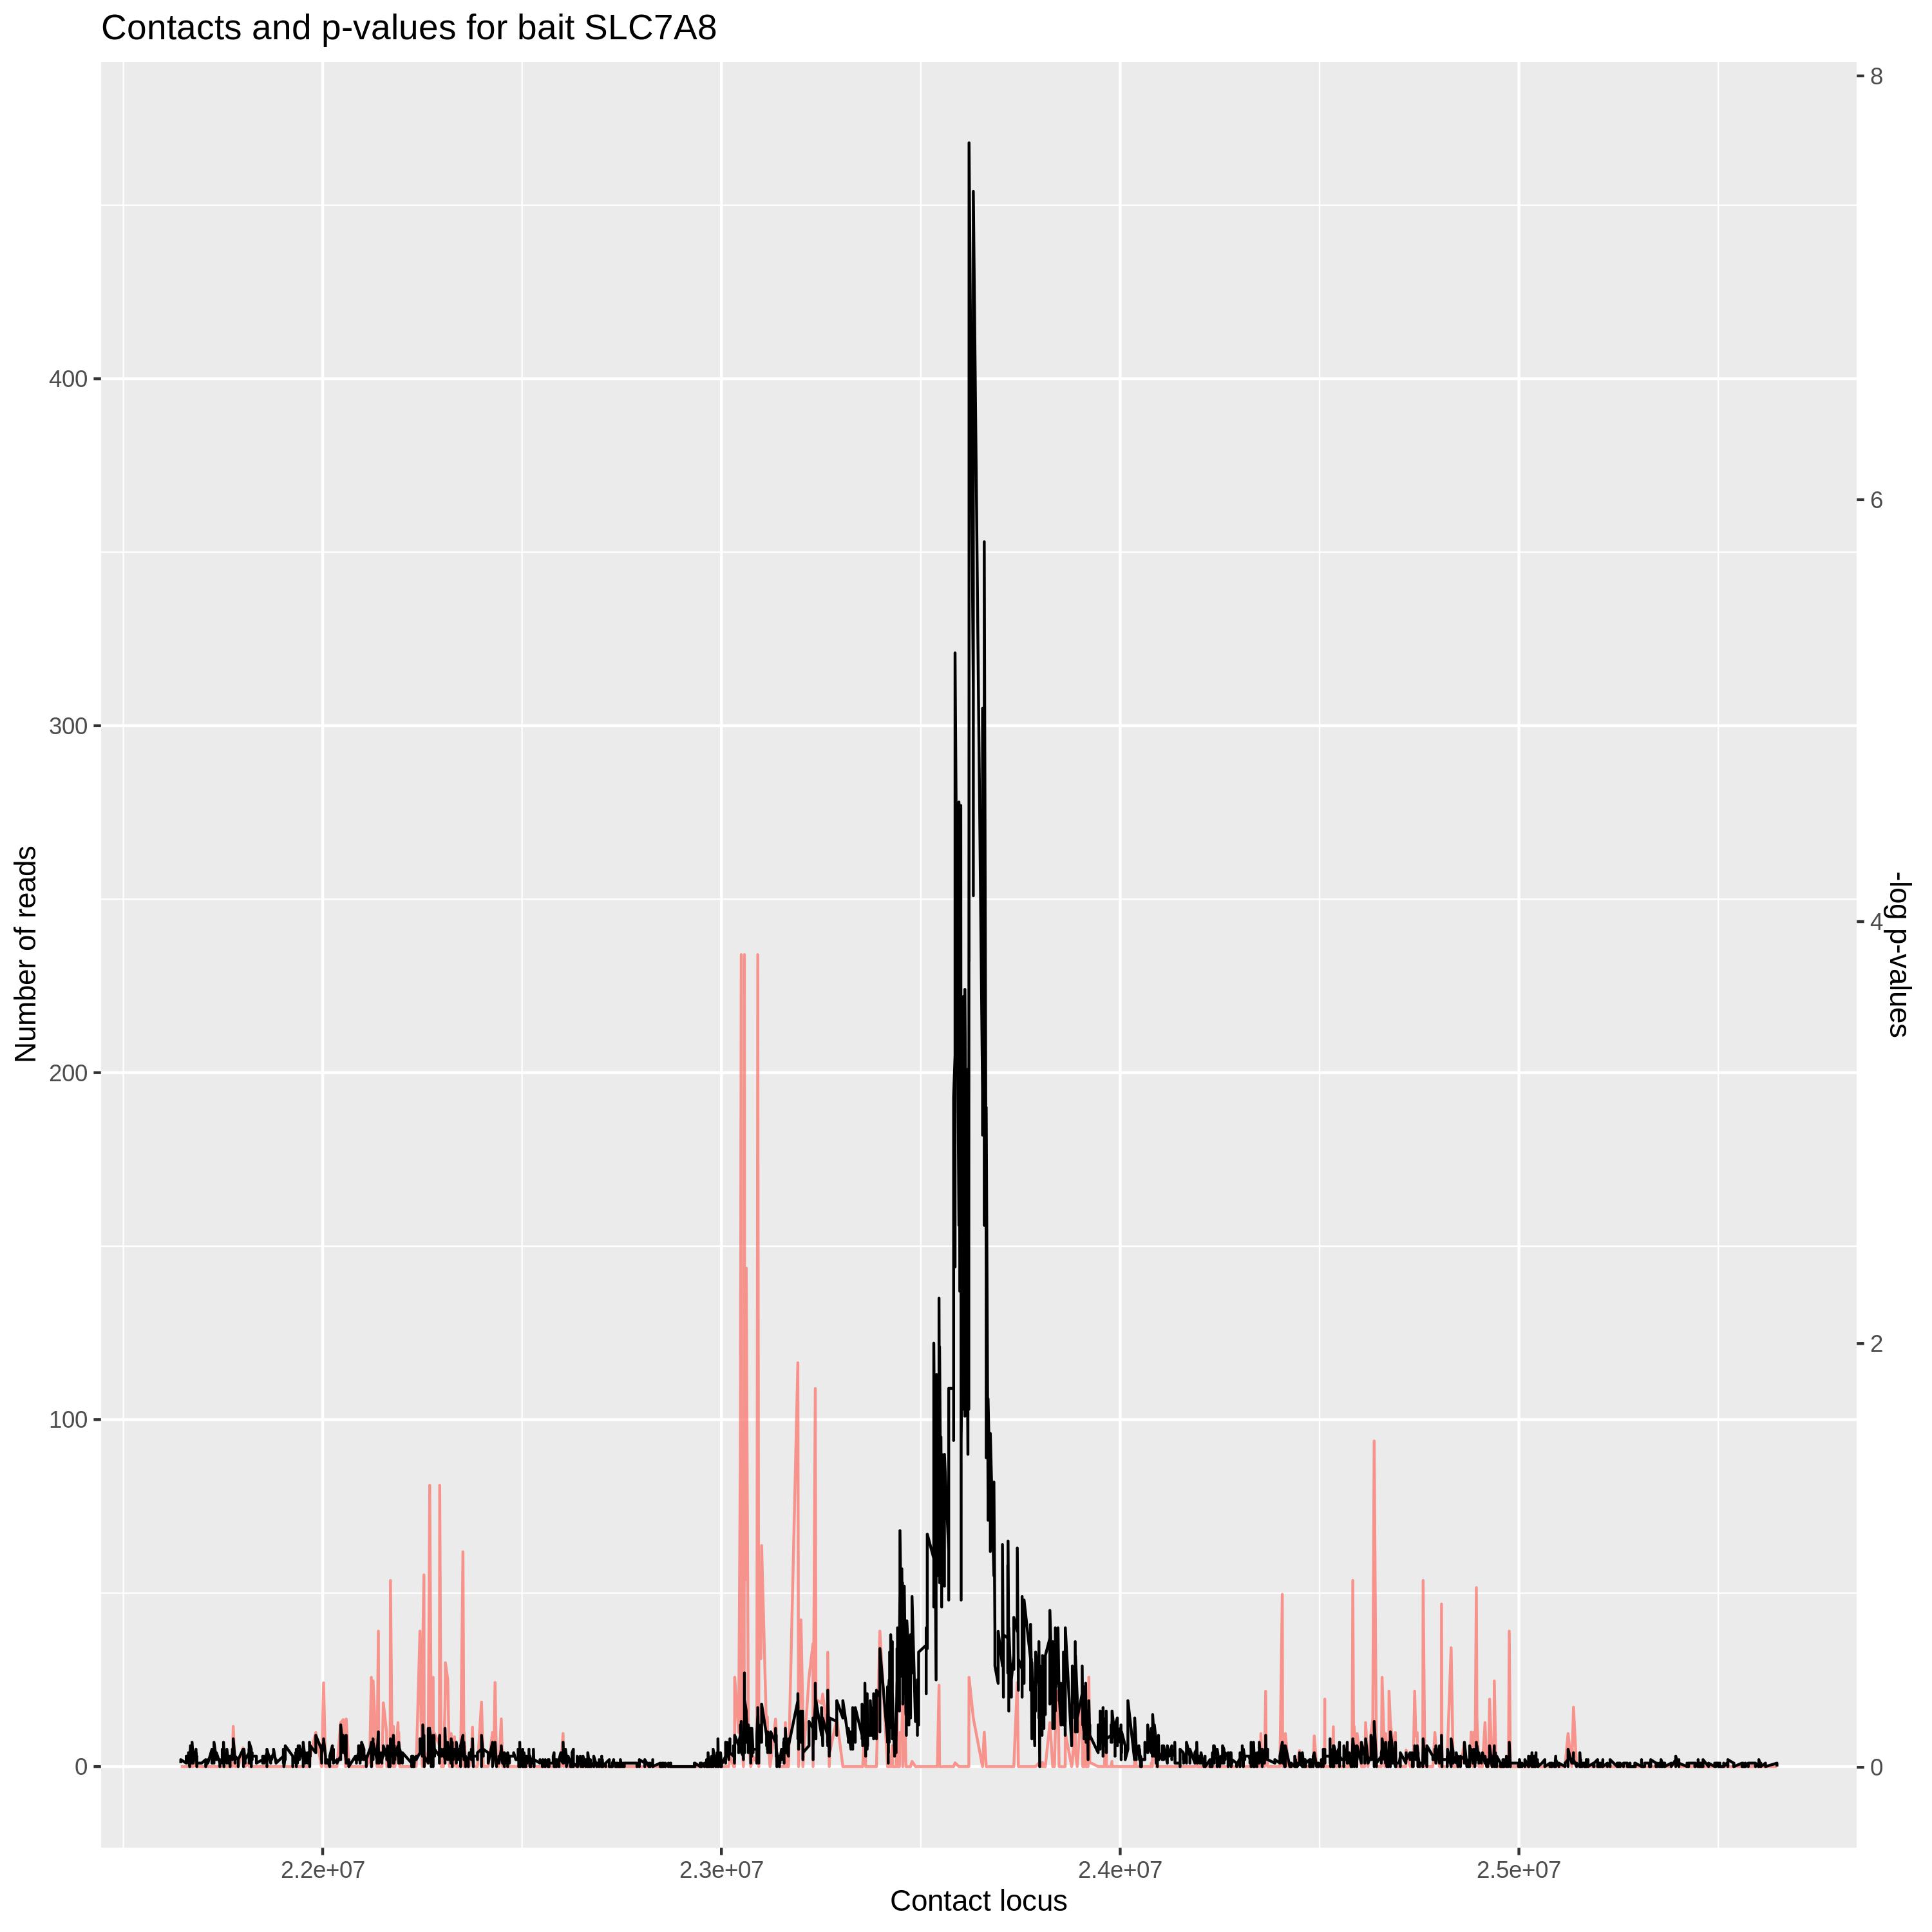 Contacts and p-values for bait SLC7A8
8
6
4
2
0
400
300
200
100
0
Number of reads
-log p-values
2.2e+07
2.3e+07
2.4e+07
2.5e+07
Contact locus